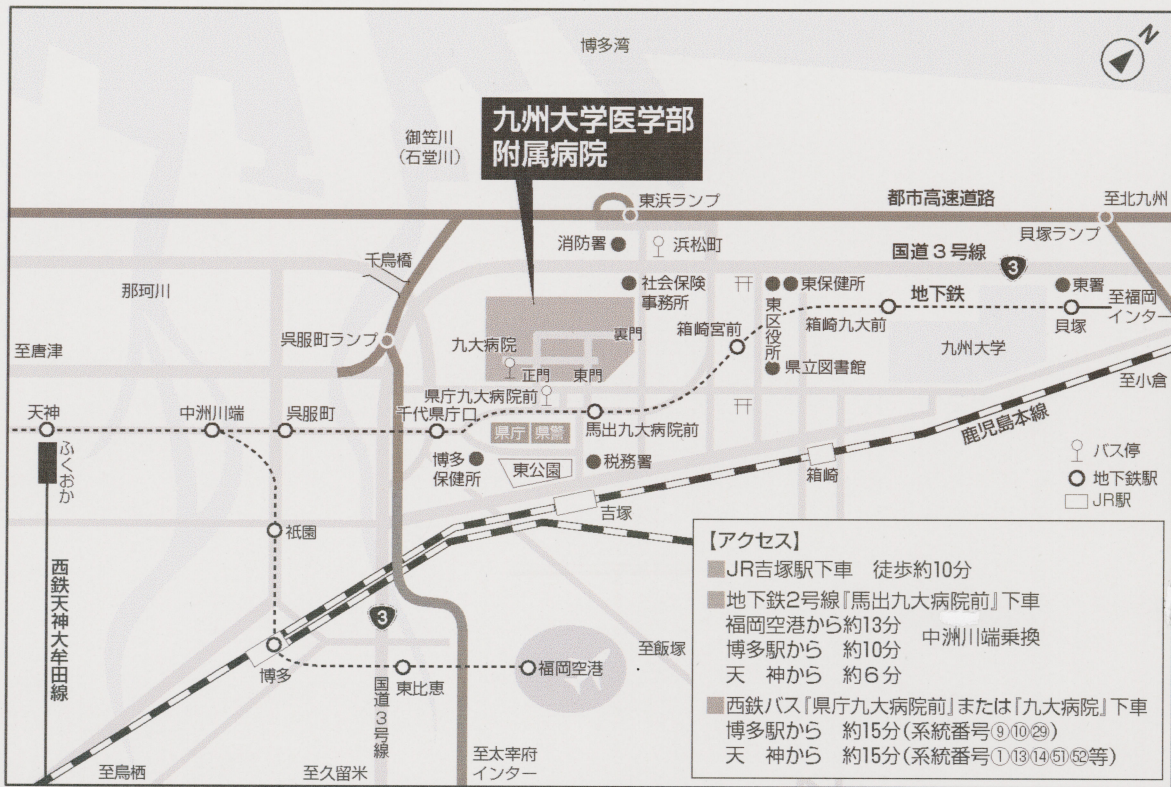 博多湾
N
九州大学医学部
附属病院
御笠川
(石堂川)
東浜ランプ
都市高速道路
至北九州
消防署
浜松町
貝塚ランプ
千鳥橋
国道3号線
3
那珂川
社会保険
事務所
東保健所
地下鉄
東署
至福岡
インター
貝塚
箱崎九大前
箱崎宮前
東区役所
九州大学
呉服町ランプ
至唐津
九大病院
裏門
正門
東門
県立図書館
至小倉
県庁九大病院前
天神
中洲川端
呉服町
千代県庁口
馬出九大病院前
鹿児島本線
県庁
県警
ふくおか
博多
保健所
東公園
税務署
箱崎
バス停
地下鉄駅
JR駅
吉塚
祇園
西鉄天神大牟田線
3
博多
東比恵
福岡空港
至飯塚
国道3号線
至鳥栖
至久留米
至太宰府
インター
【アクセス】
JR吉塚駅下車 徒歩約10分
地下鉄2号線『馬出九大病院前』下車
福岡空港から約13分
中洲川端乗換
博多駅から 約10分
天 神から 約6分
西鉄バス『県庁九大病院前』または『九大病院』下車
博多駅から 約15分(系統番号⑨⑩㉙)
天 神から 約15分(系統番号①⑬⑭51 52等)